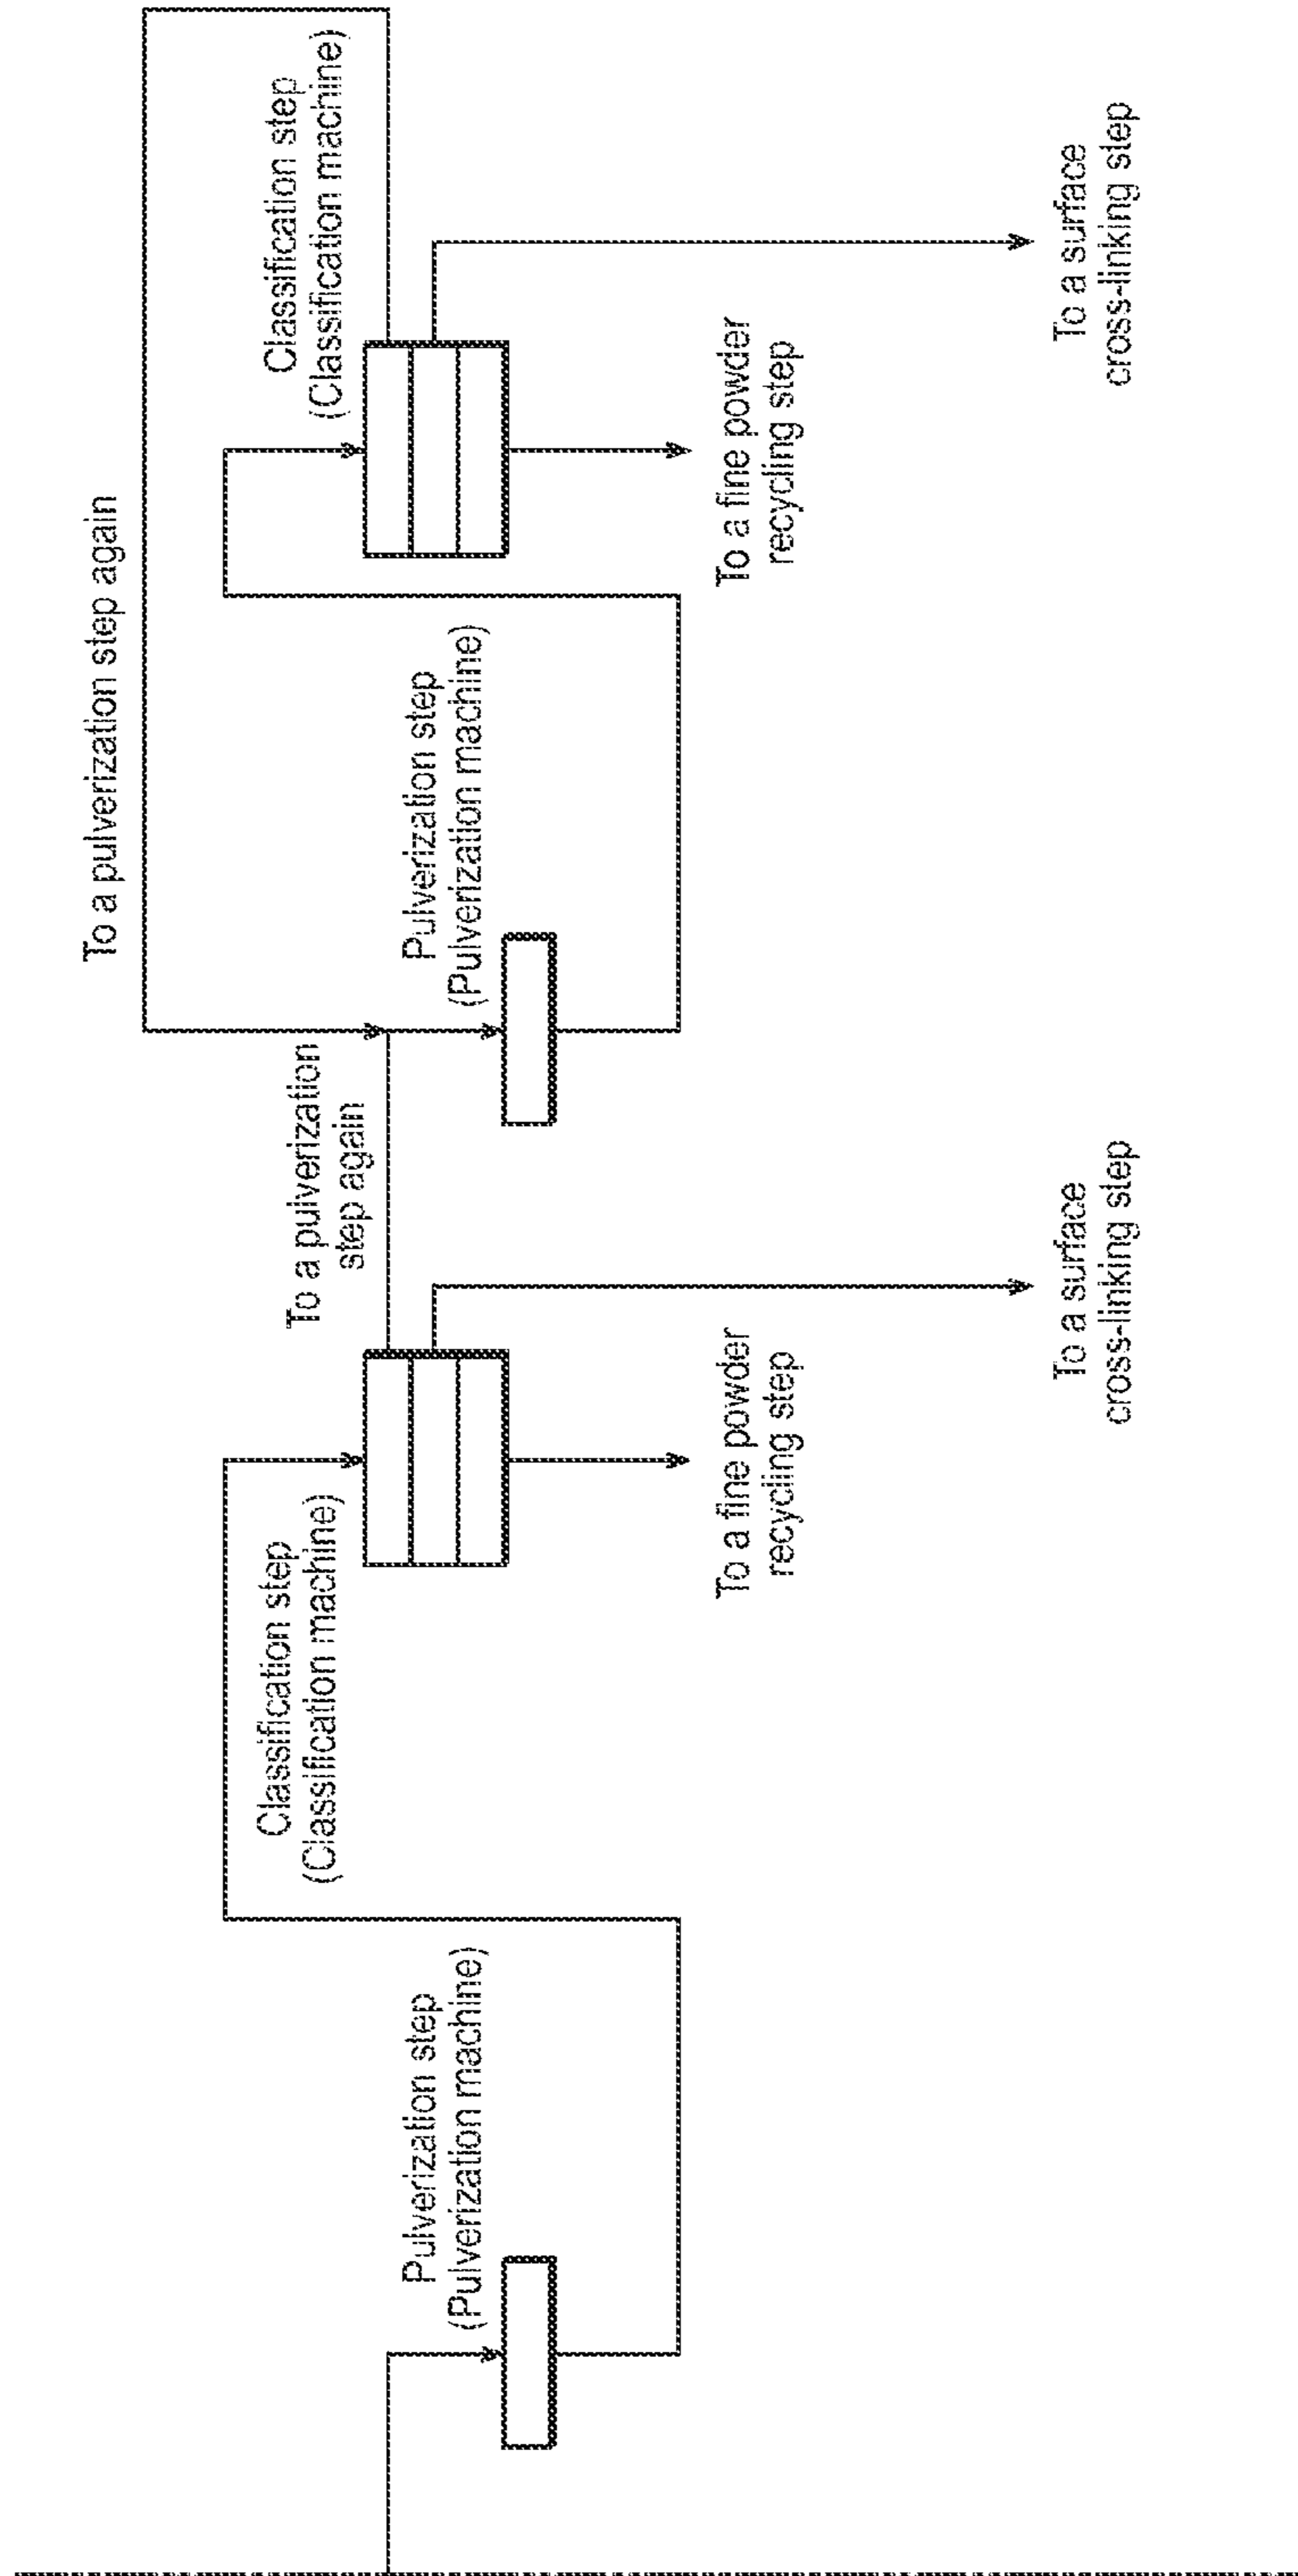 Pulverization step
(Pulverization machine)
Classification step
(Classification machine)
To a fine powder
recycling step
To a surface
cross-linking step
To a pulverization
step again
Pulverization step
(Pulverization machine)
To a pulverization step again
Classification step
(Classification machine)
To a fine powder
recycling step
To a surface
cross-linking step